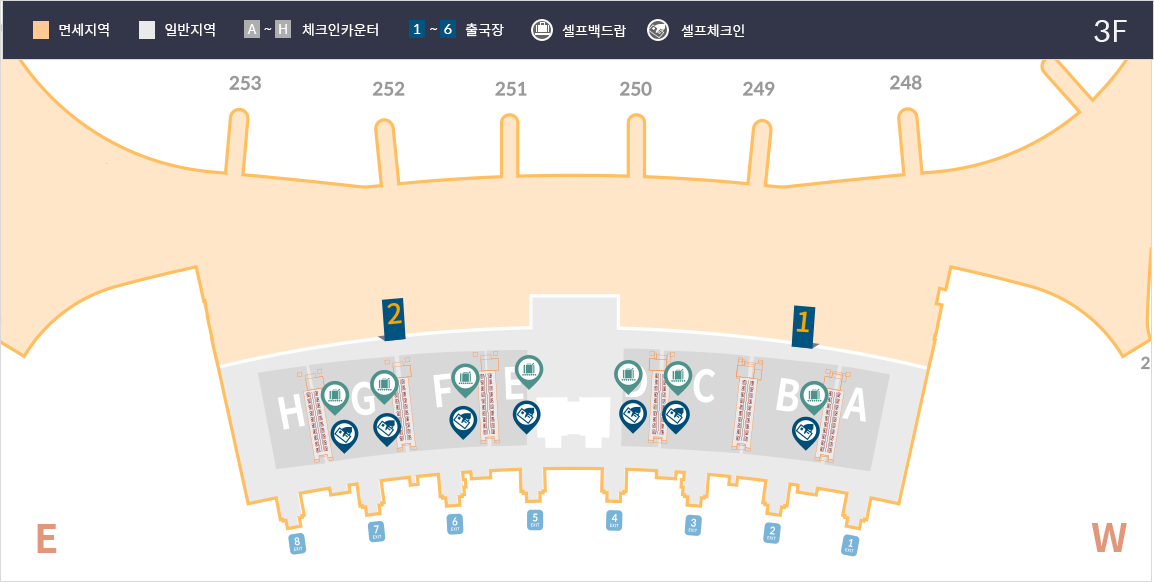 면세지역 일반지역 A ~ H 체크인카운터 1 ~ 6 출국장 셀프백드랍 셀프체크인 3F
253 252 251 250 249 248
2 1
2
H G F E D C B A
8 EXIT 7 EXIT 6 EXIT 5 EXIT 4 EXIT 3 EXIT 2 EXIT 1 EXIT
E W